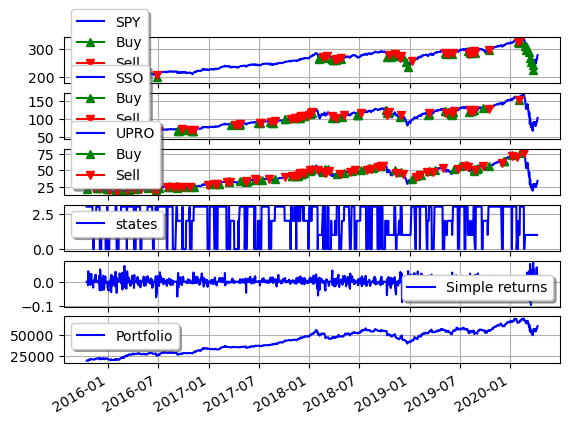 SPY
Buy
Sell
300
200
SSO
Buy
Sell
150
100
50
UPRO
Buy
Sell
75
50
25
states
2.5
0.0
Simple returns
0.0
−0.1
Portfolio
50000
25000
2016-01 2016-07 2017-01 2017-07 2018-01 2018-07 2019-01 2019-07 2020-01